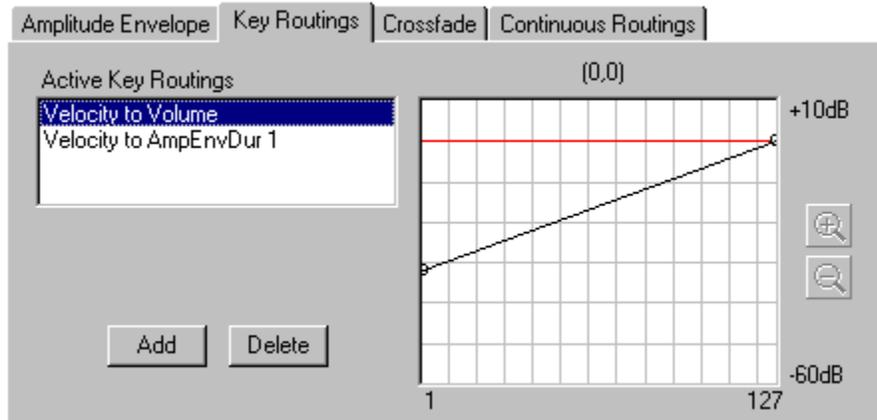 Amplitude Envelope Key Routings Crossfade Continuous Routings
Active Key Routings
(0,0)
Velocity to Volume
Velocity to AmpEnvDur 1
+10dB
Add Delete
-60dB
1 127